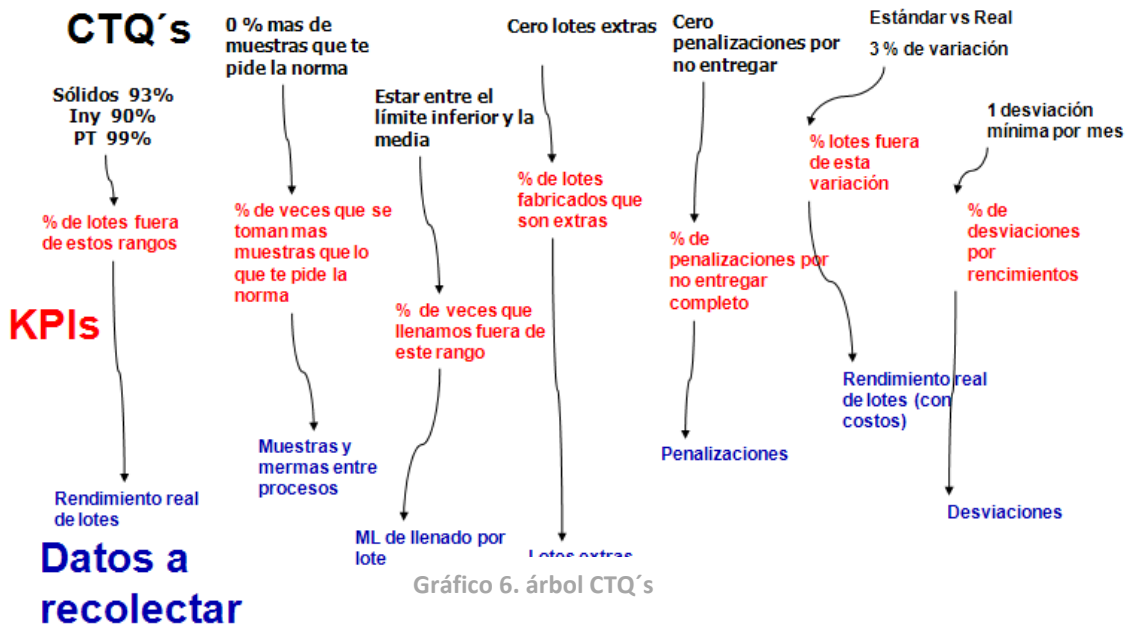 CTQ´s
Sólidos 93%
Iny 90%
PT 99%
0 % mas de
muestras que te
pide la norma
Estar entre el
límite inferior y la
media
Cero lotes extras
Cero
penalizaciones por
no entregar
Estándar vs Real
3 % de variación
1 desviación
mínima por mes
% de lotes fuera
de estos rangos
% de veces que se
toman mas
muestras que lo
que te pide la
norma
% de veces que
llenamos fuera de
este rango
% de lotes
fabricados que
son extras
% de
penalizaciones por
no entregar
completo
% lotes fuera
de esta
variación
% de
desviaciones
por
rencimientos
KPIs
Rendimiento real
de lotes
Muestras y
mermas entre
procesos
ML de llenado por
lote
Lotes extras
Penalizaciones
Rendimiento real
de lotes (con
costos)
Desviaciones
Datos a
recolectar
Gráfico 6. árbol CTQ´s